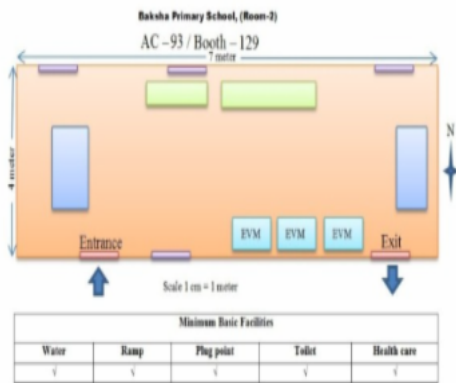 Baksha Primary School, (Room-2)
AC – 93 / Booth – 129
7 meter
4 meter
N
EVM EVM EVM
Entrance Exit
Scale 1 cm = 1 meter
Minimum Basic Facilities
Water Ramp Plug point Toilet Health care
√ √ √ √ √